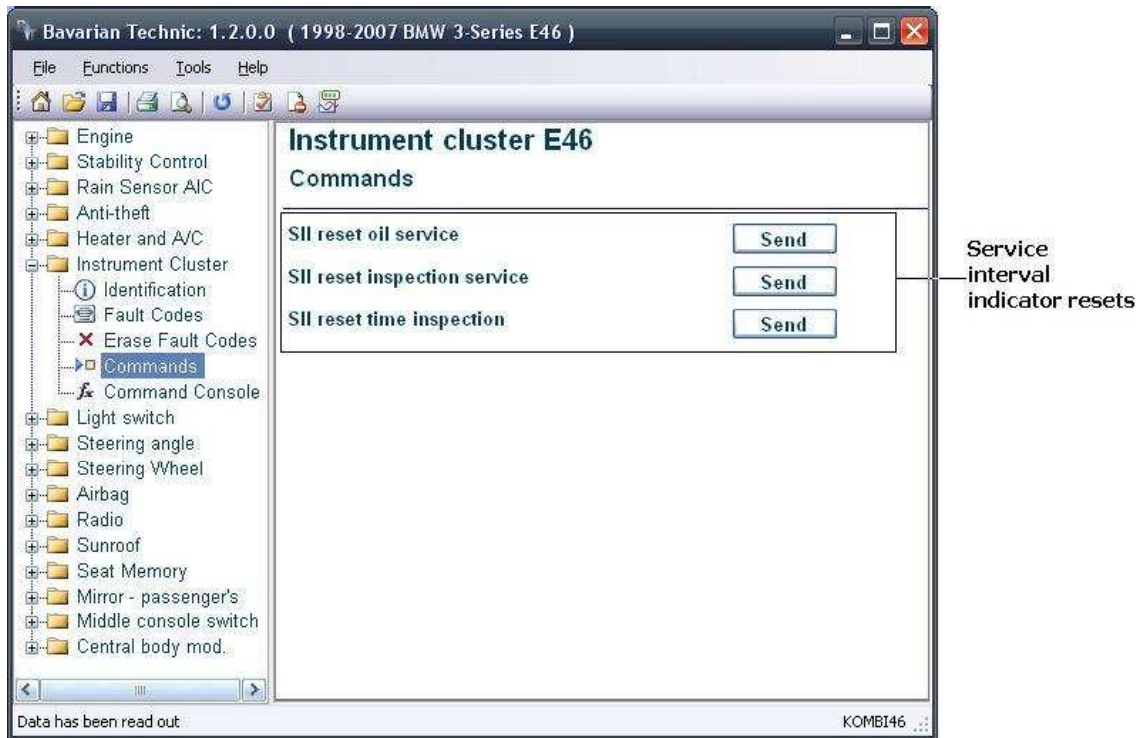 Bavarian Technic: 1.2.0.0 ( 1998-2007 BMW 3-Series E46 )
File Functions Tools Help
Engine
Stability Control
Rain Sensor AIC
Anti-theft
Heater and A/C
Instrument Cluster
Identification
Fault Codes
Erase Fault Codes
Commands
Command Console
Light switch
Steering angle
Steering Wheel
Airbag
Radio
Sunroof
Seat Memory
Mirror - passenger's
Middle console switch
Central body mod.
Instrument cluster E46
Commands
SII reset oil service Send
SII reset inspection service Send
SII reset time inspection Send
Service
interval
indicator resets
Data has been read out KOMBI46